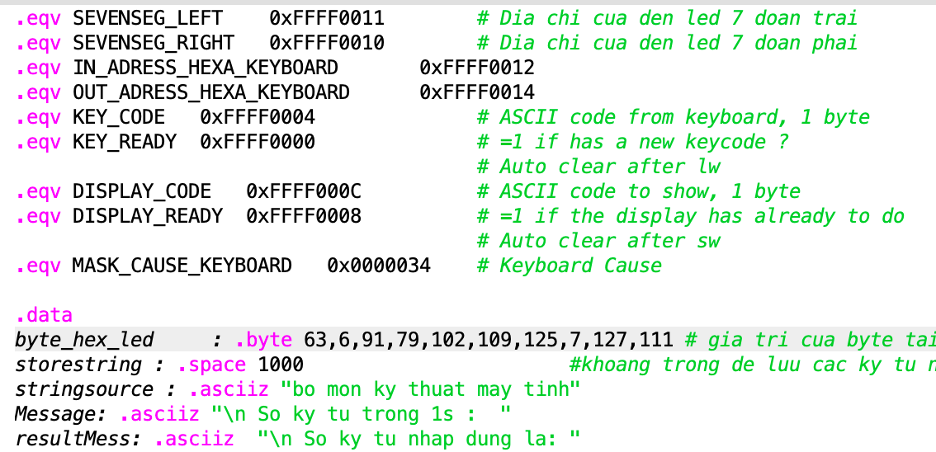 .eqv SEVENSEG_LEFT    0xFFFF0011        # Dia chi cua den led 7 doan trai
.eqv SEVENSEG_RIGHT   0xFFFF0010        # Dia chi cua den led 7 doan phai
.eqv IN_ADRESS_HEXA_KEYBOARD       0xFFFF0012
.eqv OUT_ADRESS_HEXA_KEYBOARD      0xFFFF0014
.eqv KEY_CODE   0xFFFF0004              # ASCII code from keyboard, 1 byte
.eqv KEY_READY  0xFFFF0000              # =1 if has a new keycode ?
# Auto clear after lw
.eqv DISPLAY_CODE   0xFFFF000C          # ASCII code to show, 1 byte
.eqv DISPLAY_READY  0xFFFF0008          # =1 if the display has already to do
# Auto clear after sw
.eqv MASK_CAUSE_KEYBOARD   0x0000034    # Keyboard Cause
.data
byte_hex_led     : .byte 63,6,91,79,102,109,125,7,127,111 # gia tri cua byte tai
storestring : .space 1000                       #khoang trong de luu cac ky tu
stringsource : .asciiz "bo mon ky thuat may tinh"
Message: .asciiz "\n So ky tu trong 1s :  "
resultMess: .asciiz  "\n So ky tu nhap dung la: "